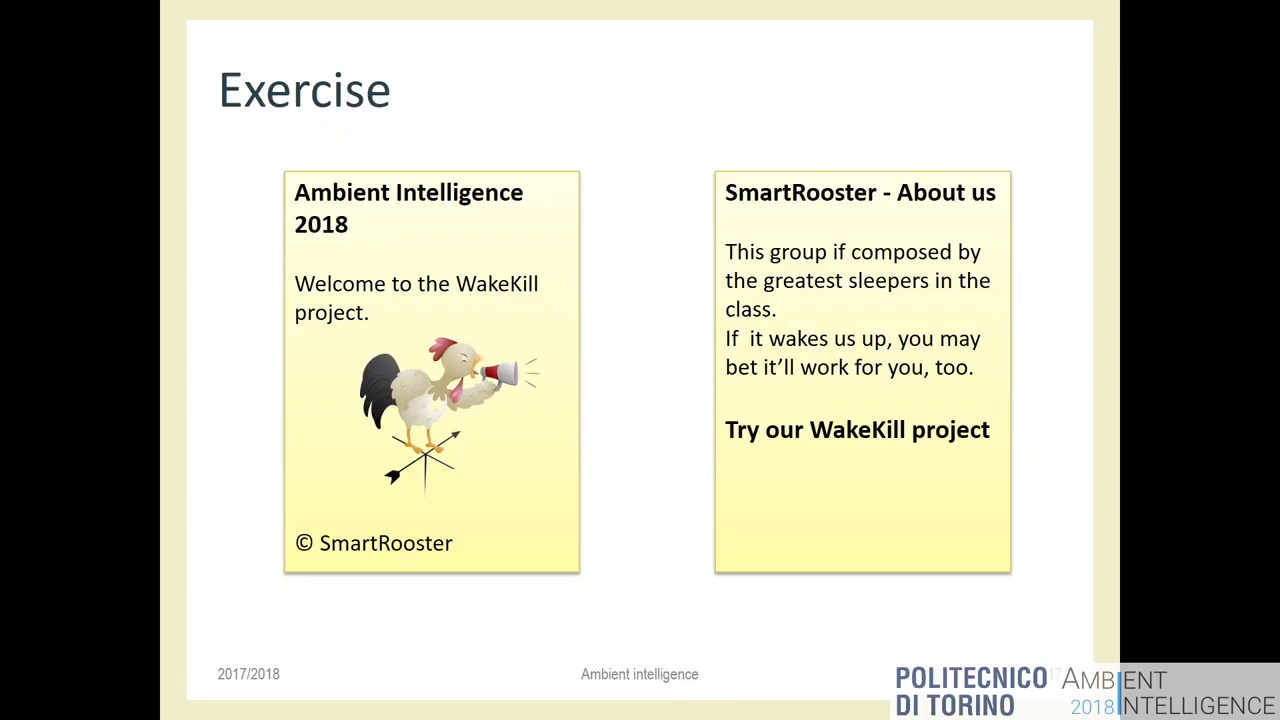 Exercise
Ambient Intelligence
2018
Welcome to the WakeKill
project.
© SmartRooster
SmartRooster - About us
This group if composed by
the greatest sleepers in the
class.
If it wakes us up, you may
bet it’ll work for you, too.
Try our WakeKill project
2017/2018
Ambient intelligence
17
POLITECNICO
DI TORINO
AMBIENT
2018 INTELLIGENCE